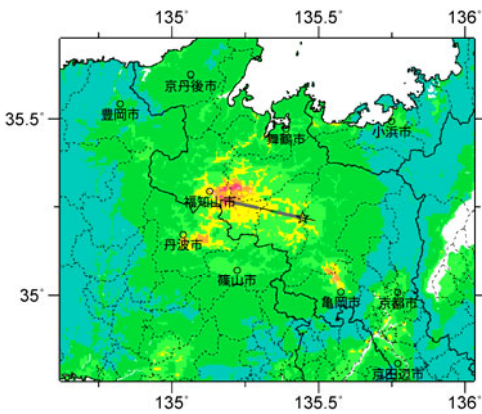 135°
135.5°
136°
京丹後市
豊岡市
35.5°
舞鶴市
小浜市
福知山市
丹波市
篠山市
35°
亀岡市
京都市
京田辺市
135°
135.5°
136°